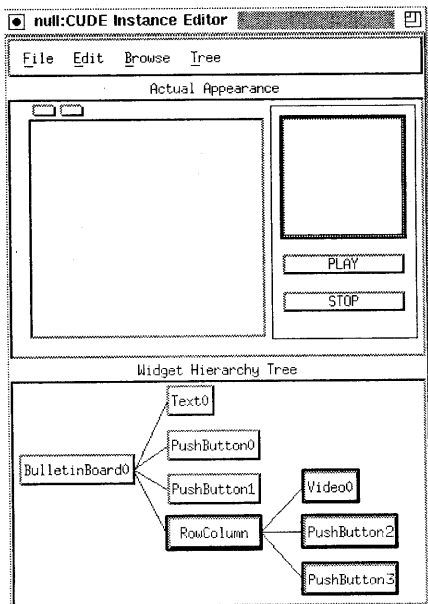 null:CUDE Instance Editor
File Edit Browse Tree
Actual Appearance
PLAY
STOP
Widget Hierarchy Tree
Text0
PushButton0
BulletinBoard0
PushButton1
Video0
RowColumn
PushButton2
PushButton3